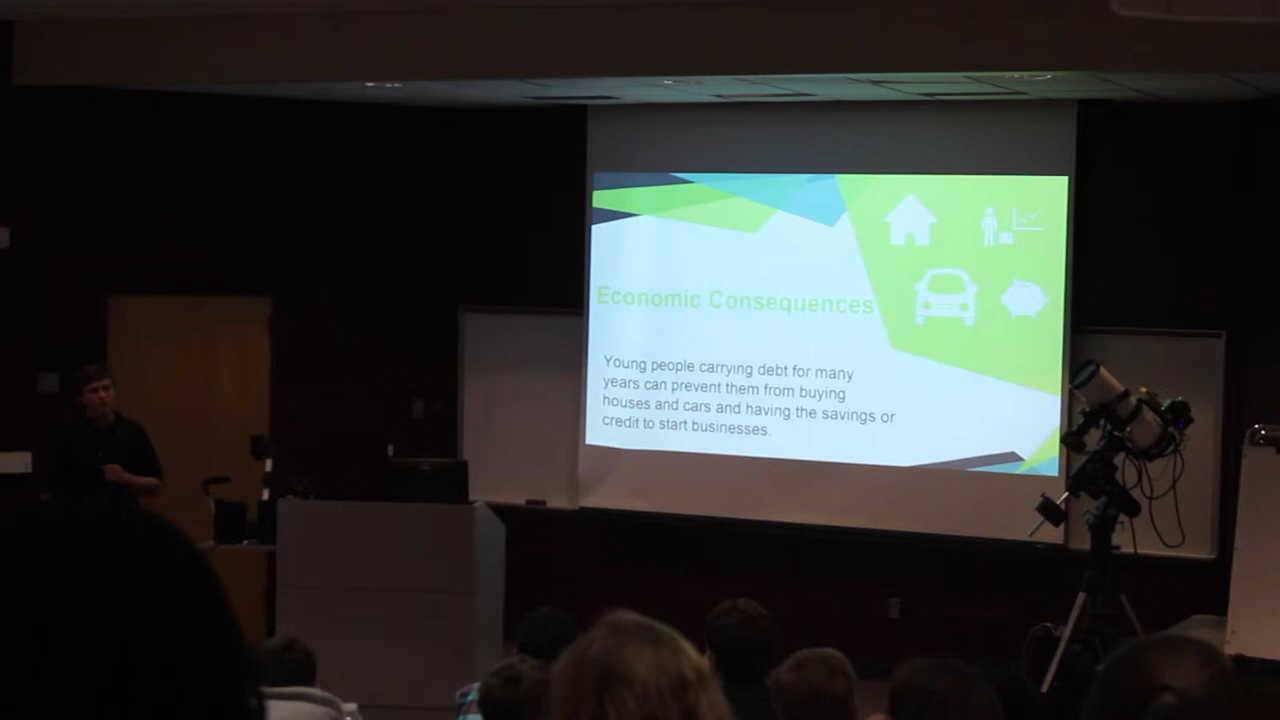 Economic Consequences
Young people carrying debt for many
years can prevent them from buying
houses and cars and having the savings or
credit to start businesses.